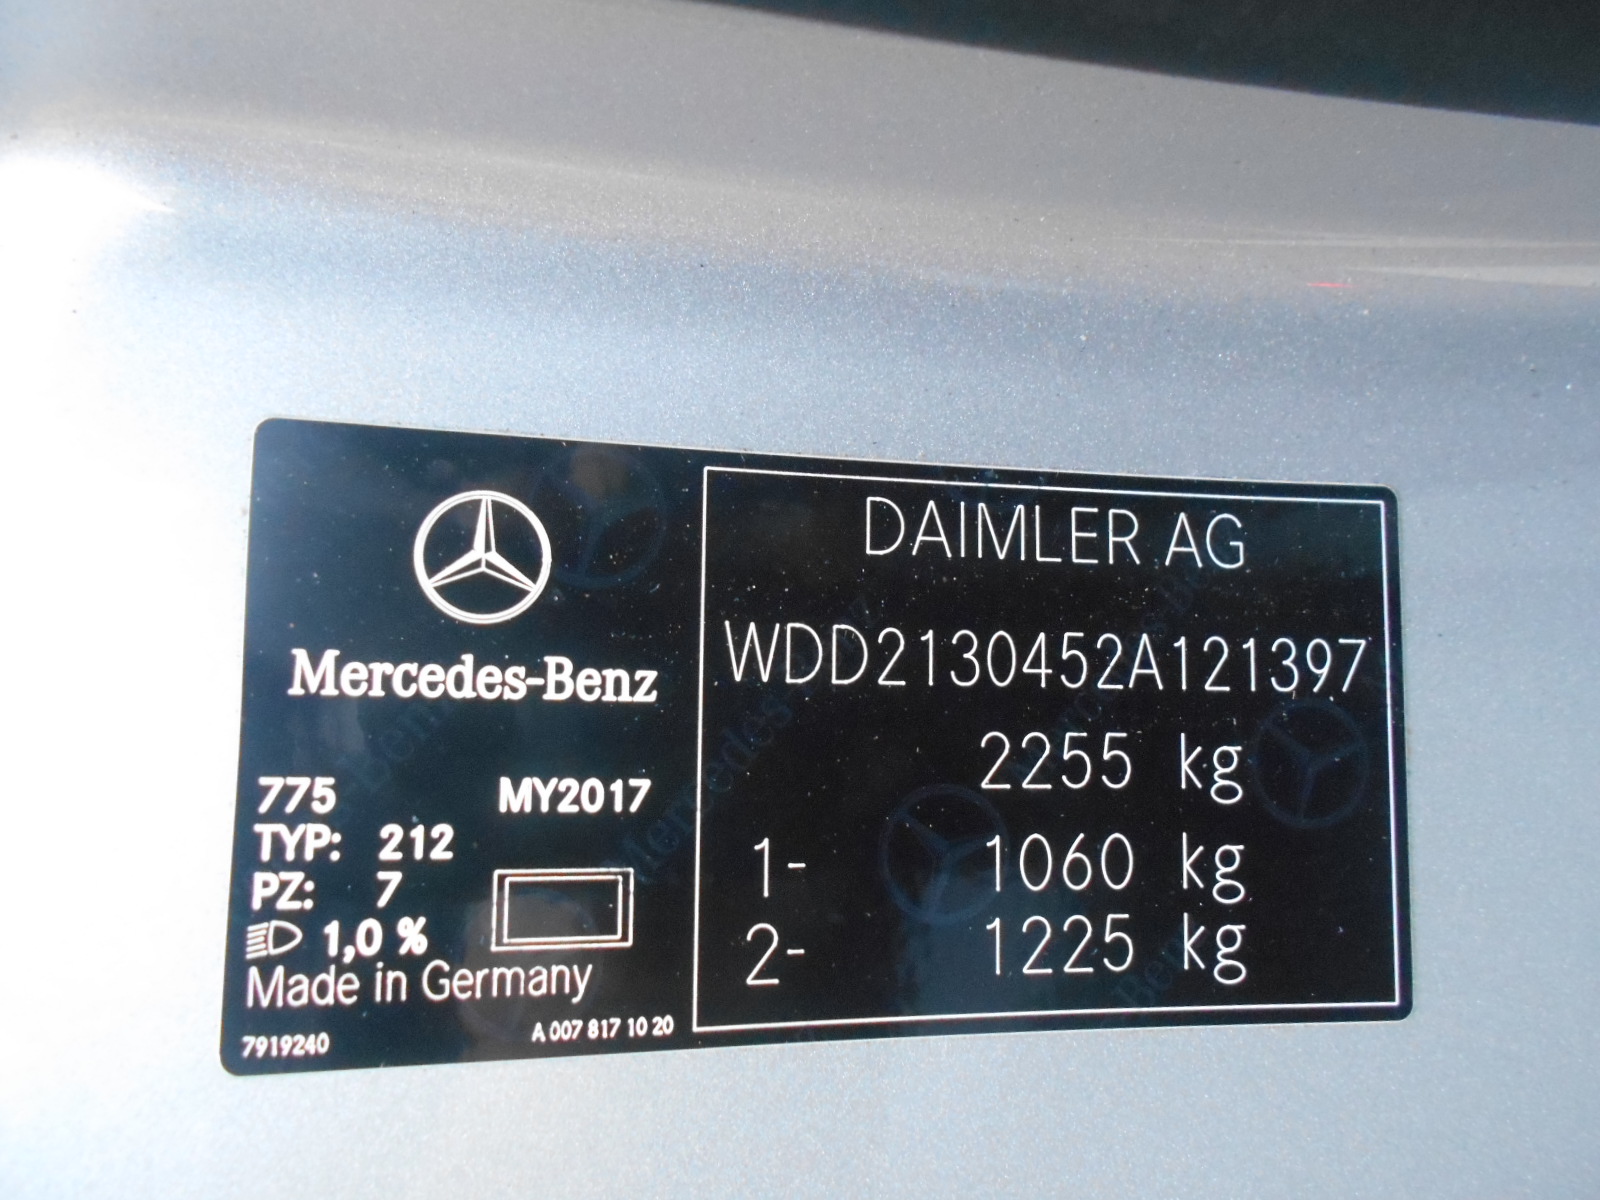 Mercedes-Benz
775 MY2017
TYP: 212
PZ: 7
1,0 %
Made in Germany
7919240 A 007 817 10 20
DAIMLER AG
WDD2130452A121397
2255 kg
1- 1060 kg
2- 1225 kg